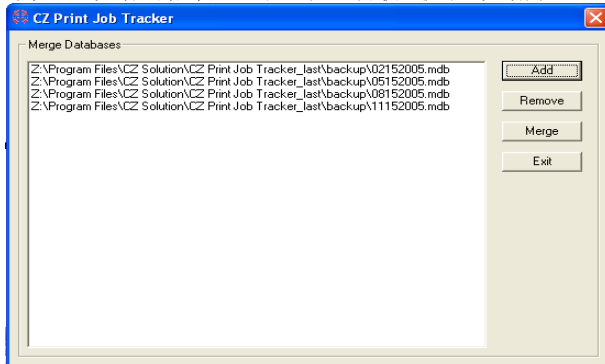 CZ Print Job Tracker
Merge Databases
Z:\Program Files\CZ Solution\CZ Print Job Tracker_last\backup\02152005.mdb
Z:\Program Files\CZ Solution\CZ Print Job Tracker_last\backup\05152005.mdb
Z:\Program Files\CZ Solution\CZ Print Job Tracker_last\backup\08152005.mdb
Z:\Program Files\CZ Solution\CZ Print Job Tracker_last\backup\11152005.mdb
Add
Remove
Merge
Exit